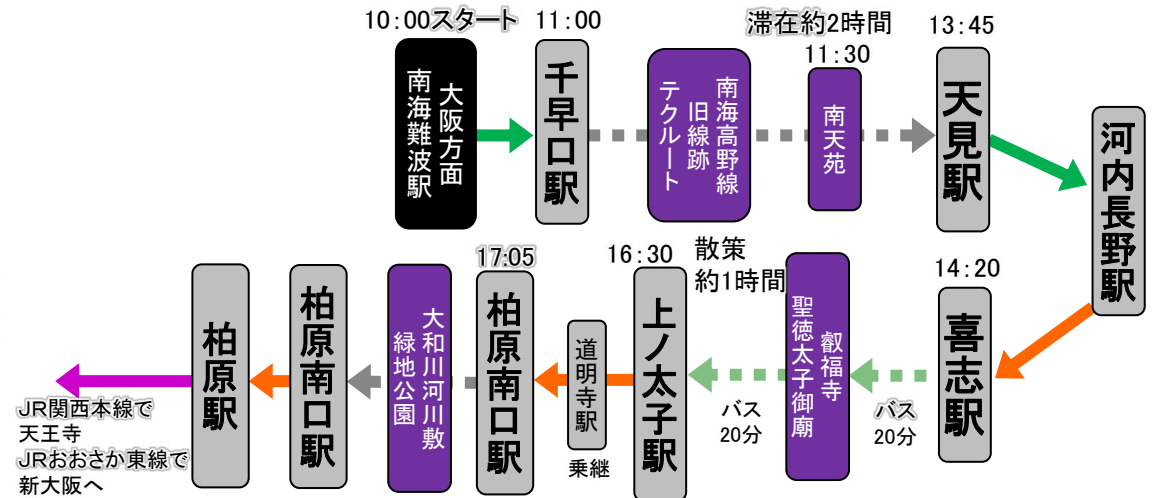 10:00スタート
大阪方面
南海難波駅
11:00
千早口駅
南海高野線
旧線跡
テクルート
滞在約2時間
11:30
南天苑
13:45
天見駅
河内長野駅
14:20
喜志駅
バス
20分
叡福寺
聖徳太子御廟
散策
約1時間
バス
20分
16:30
上ノ太子駅
道明寺駅
乗継
17:05
柏原南口駅
大和川河川敷
緑地公園
柏原南口駅
柏原駅
JR関西本線で
天王寺
JRおおさか東線で
新大阪へ